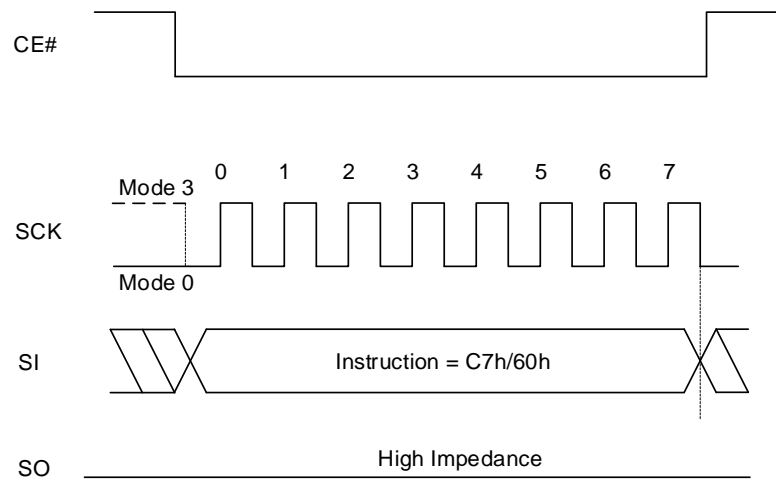 CE#
0 1 2 3 4 5 6 7
Mode 3
SCK
Mode 0
SI
Instruction = C7h/60h
High Impedance
SO